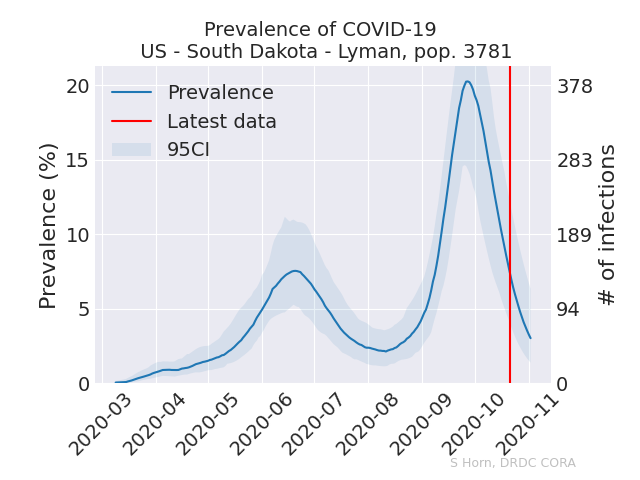 Prevalence of COVID-19
US - South Dakota - Lyman, pop. 3781
Prevalence
Latest data
95CI
Prevalence (%)
20
15
10
5
0
378
283
189
94
0
# of infections
2020-03
2020-04
2020-05
2020-06
2020-07
2020-08
2020-09
2020-10
2020-11
S Horn, DRDC CORA